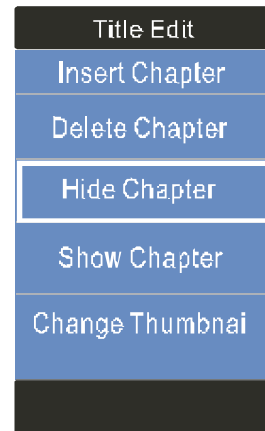 Title Edit
Insert Chapter
Delete Chapter
Hide Chapter
Show Chapter
Change Thumbnai